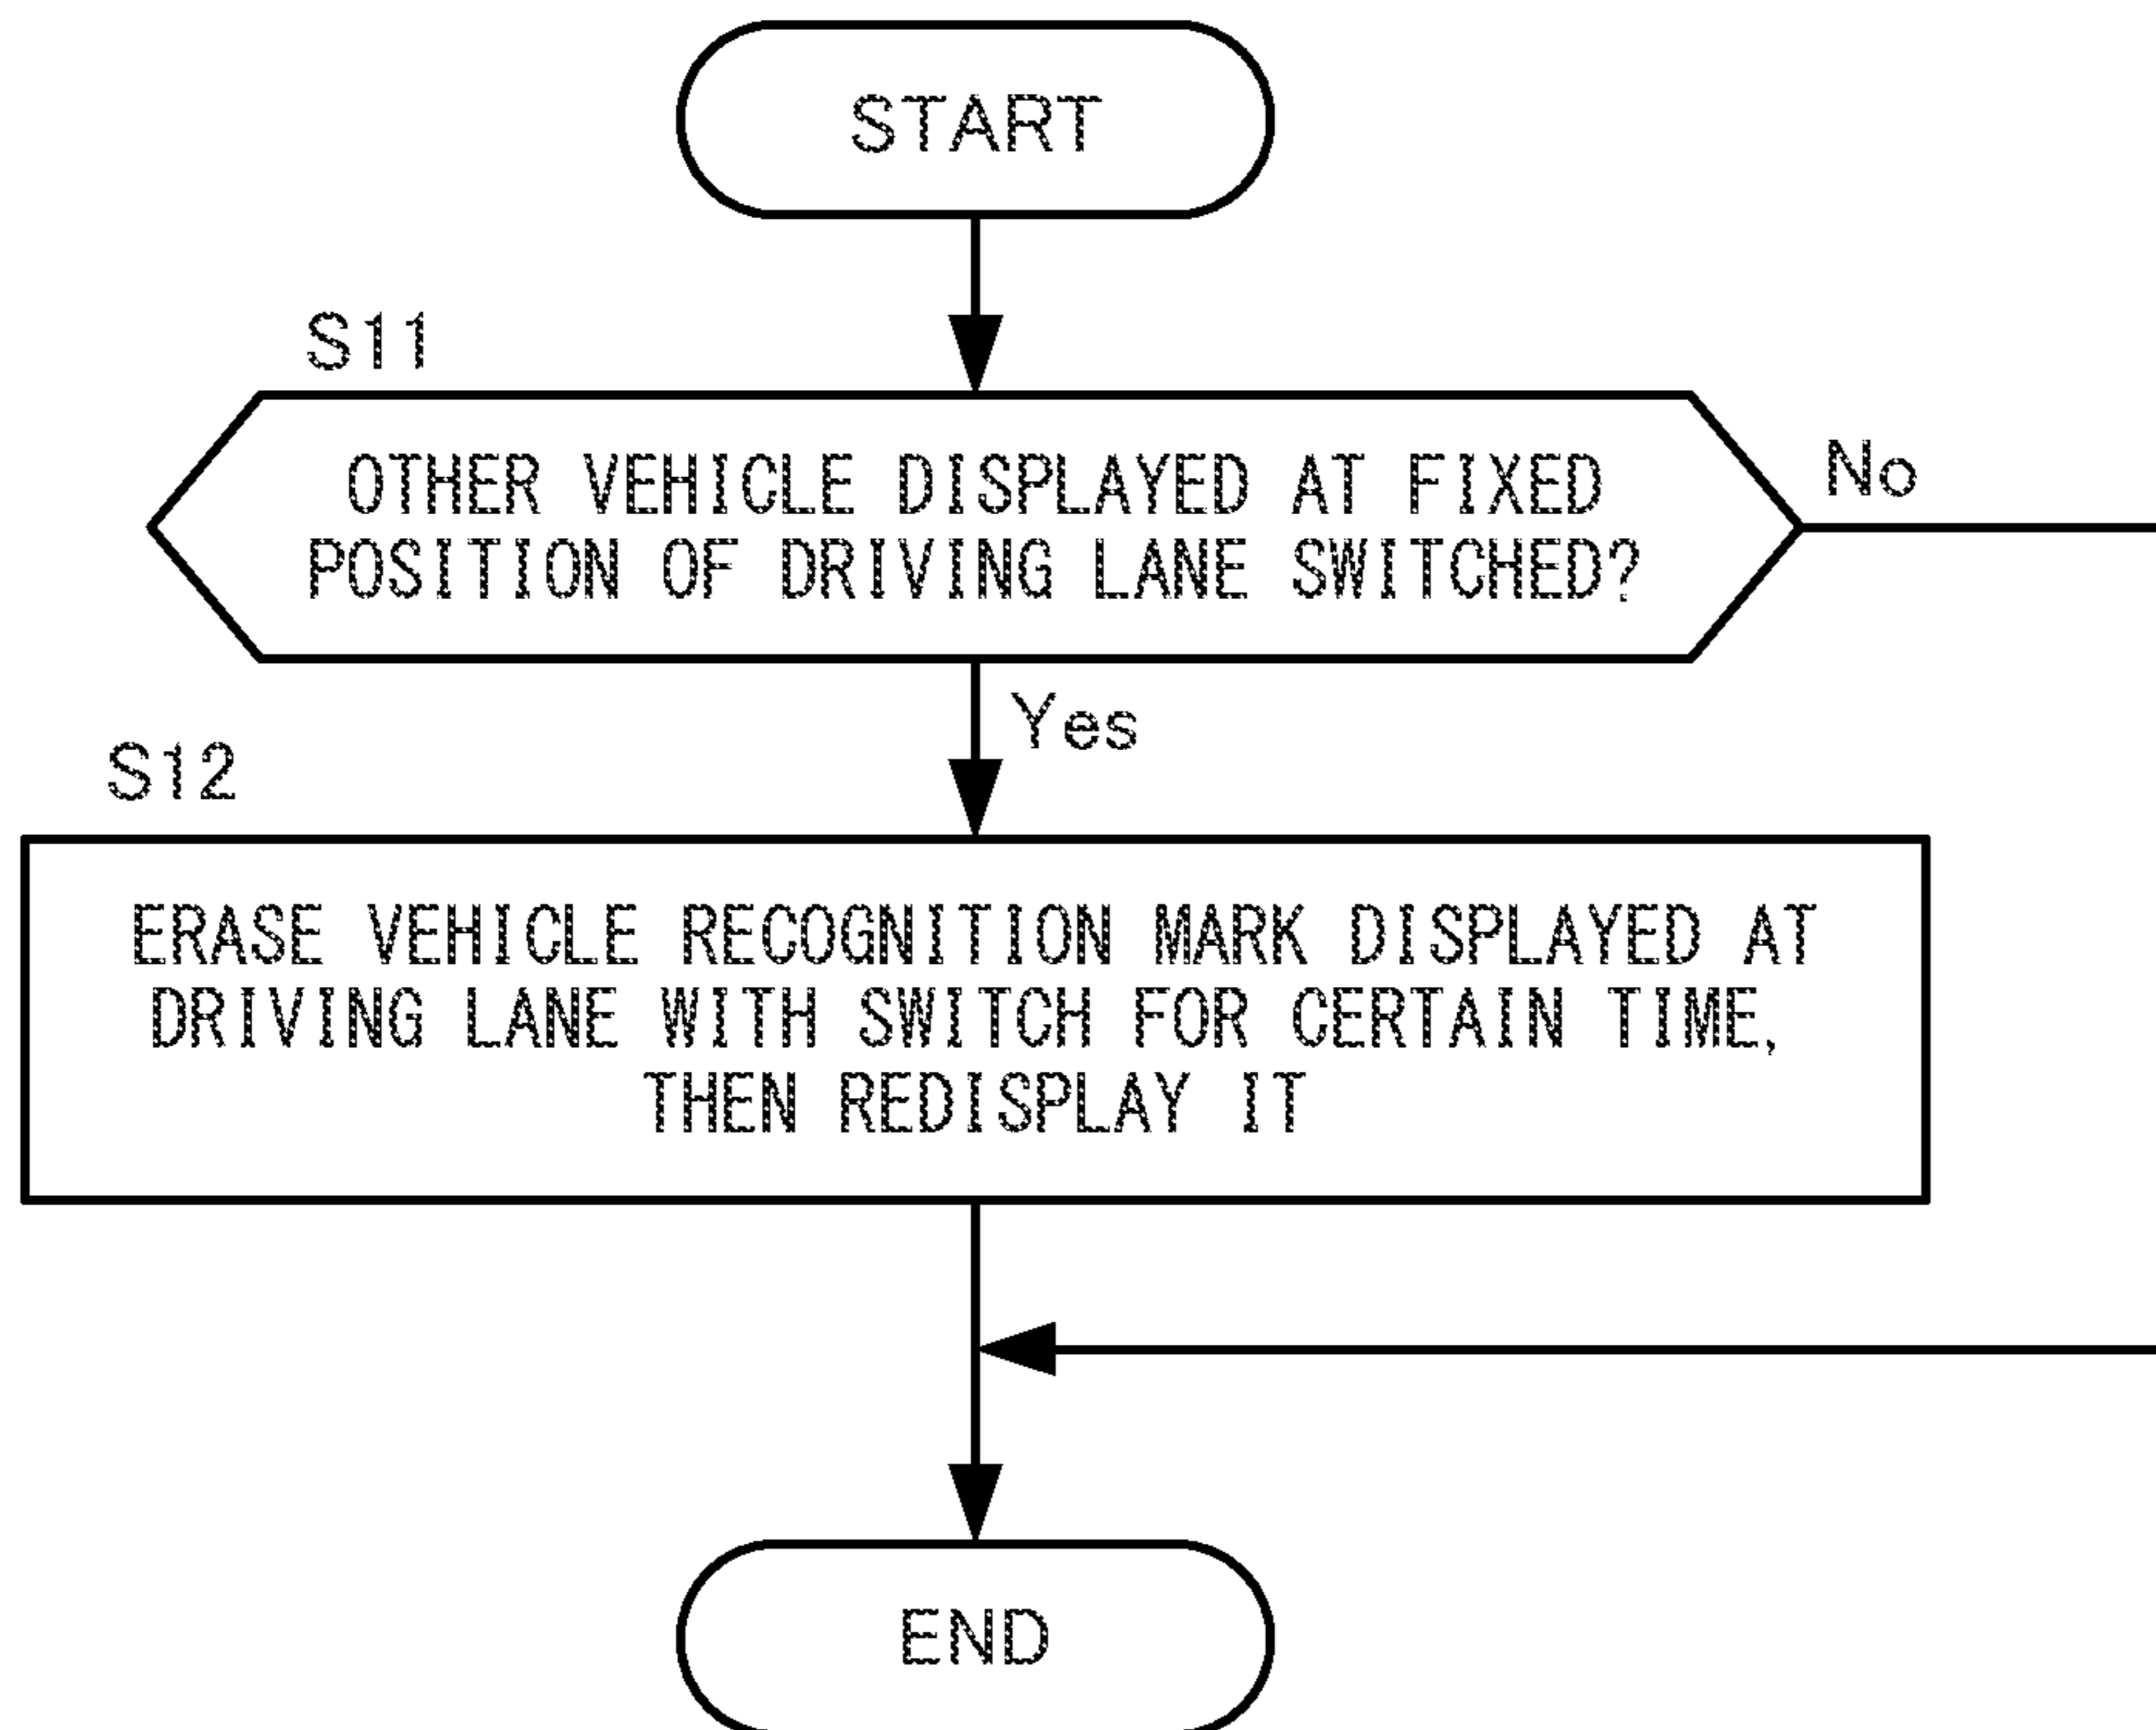 START
S11
OTHER VEHICLE DISPLAYED AT FIXED
POSITION OF DRIVING LANE SWITCHED?
No
Yes
S12
ERASE VEHICLE RECOGNITION MARK DISPLAYED AT
DRIVING LANE WITH SWITCH FOR CERTAIN TIME,
THEN REDISPLAY IT
END